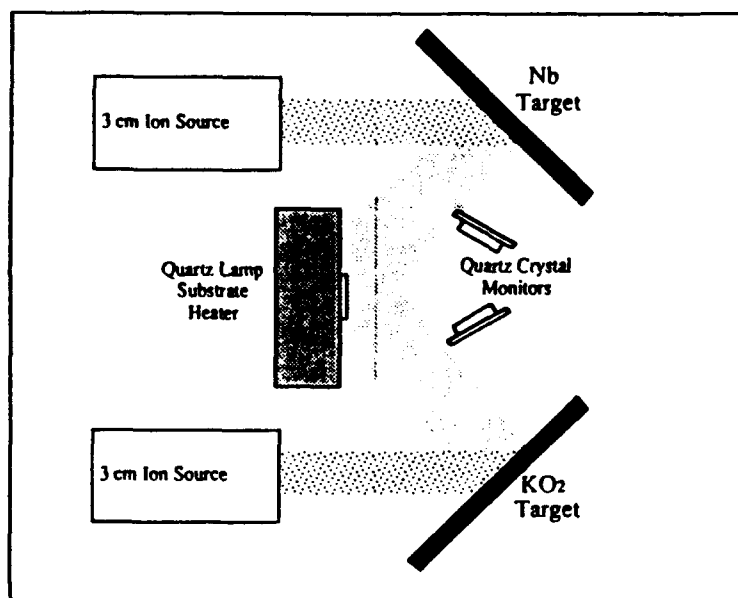 3 cm Ion Source
Nb
Target
Quartz Lamp
Substrate
Heater
Quartz Crystal
Monitors
3 cm Ion Source
KO2
Target